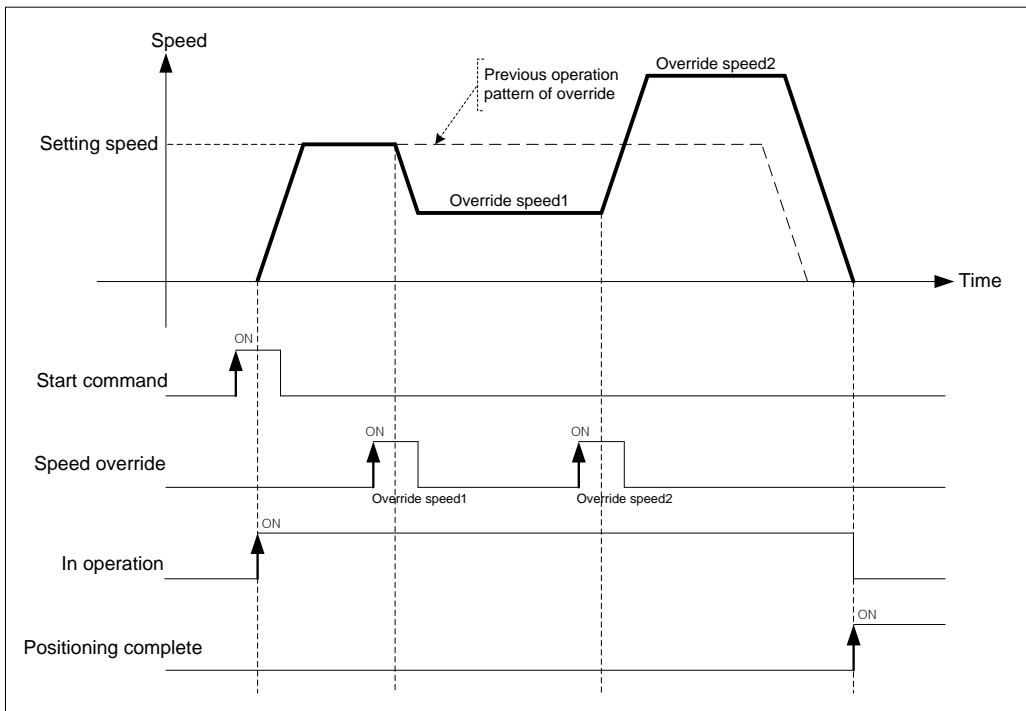 Speed
Override speed2
Previous operation
pattern of override
Setting speed
Override speed1
Time
ON
Start command
ON
ON
Speed override
Override speed1
Override speed2
ON
In operation
ON
Positioning complete